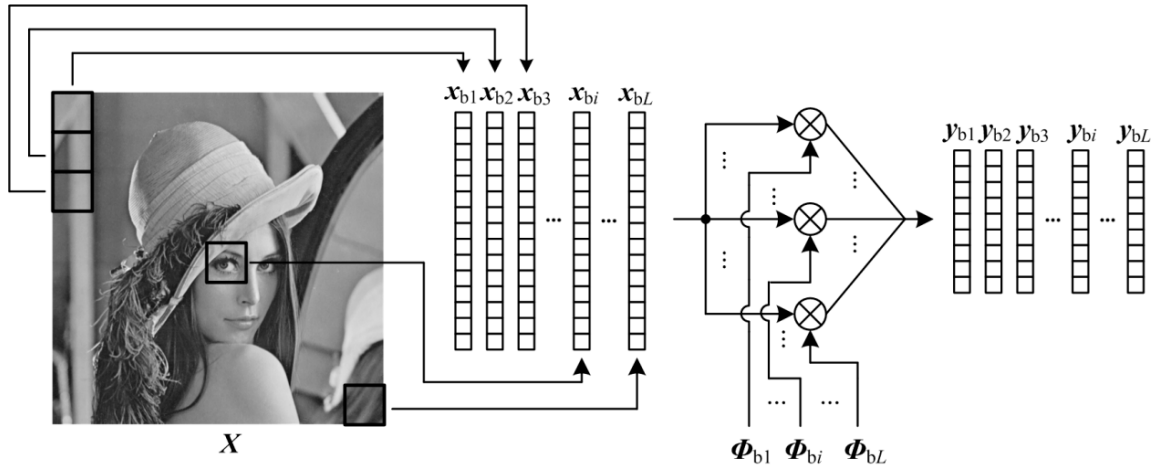 x_b1 x_b2 x_b3 x_bi x_bL
... ...
y_b1 y_b2 y_b3 y_bi y_bL
... ...
X
Φ_b1 Φ_bi Φ_bL
... ...